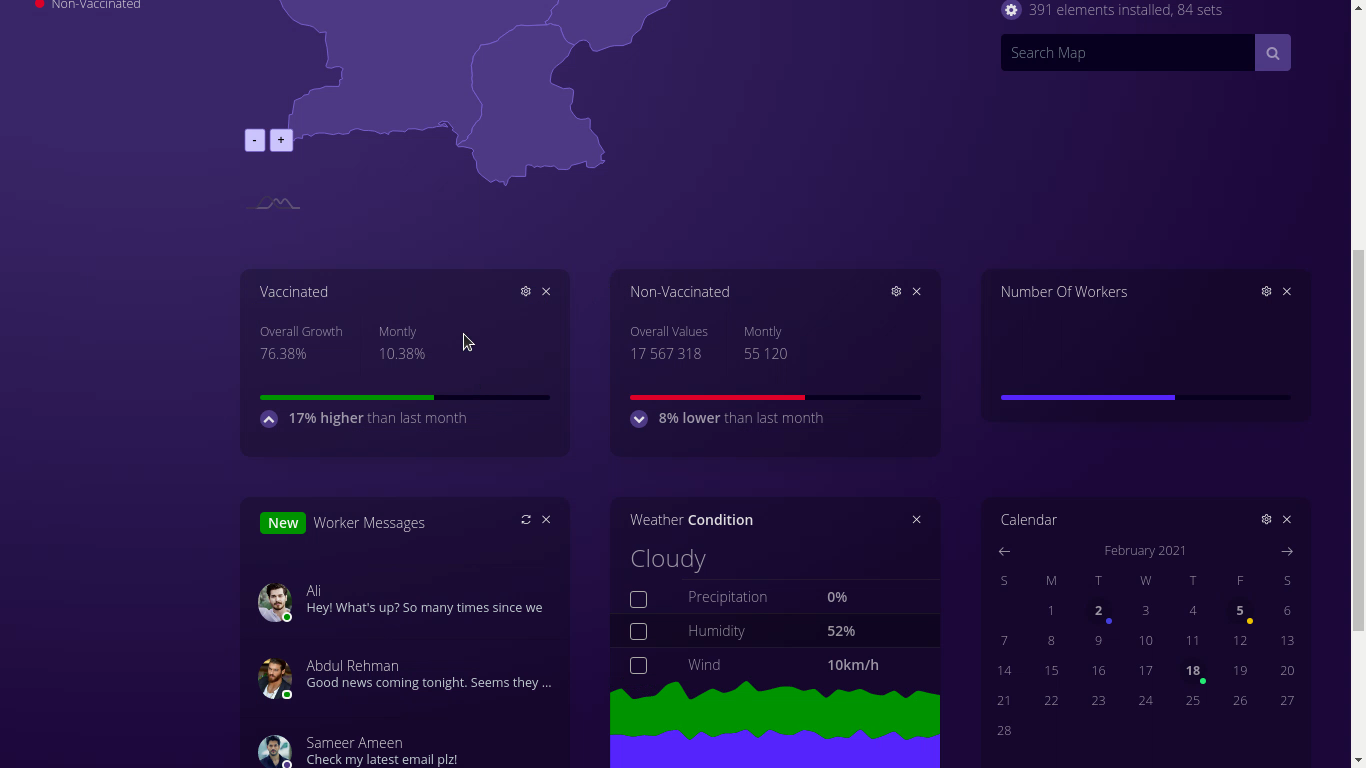 Non-Vaccinated
391 elements installed, 84 sets
Search Map
- +
Vaccinated
Overall Growth Montly
76.38% 10.38%
17% higher than last month
Non-Vaccinated
Overall Values Montly
17 567 318 55 120
8% lower than last month
Number Of Workers
New Worker Messages
Ali
Hey! What's up? So many times since we
Abdul Rehman
Good news coming tonight. Seems they ...
Sameer Ameen
Check my latest email plz!
Weather Condition
Cloudy
Precipitation 0%
Humidity 52%
Wind 10km/h
Calendar
February 2021
S M T W T F S
1 2 3 4 5 6
7 8 9 10 11 12 13
14 15 16 17 18 19 20
21 22 23 24 25 26 27
28